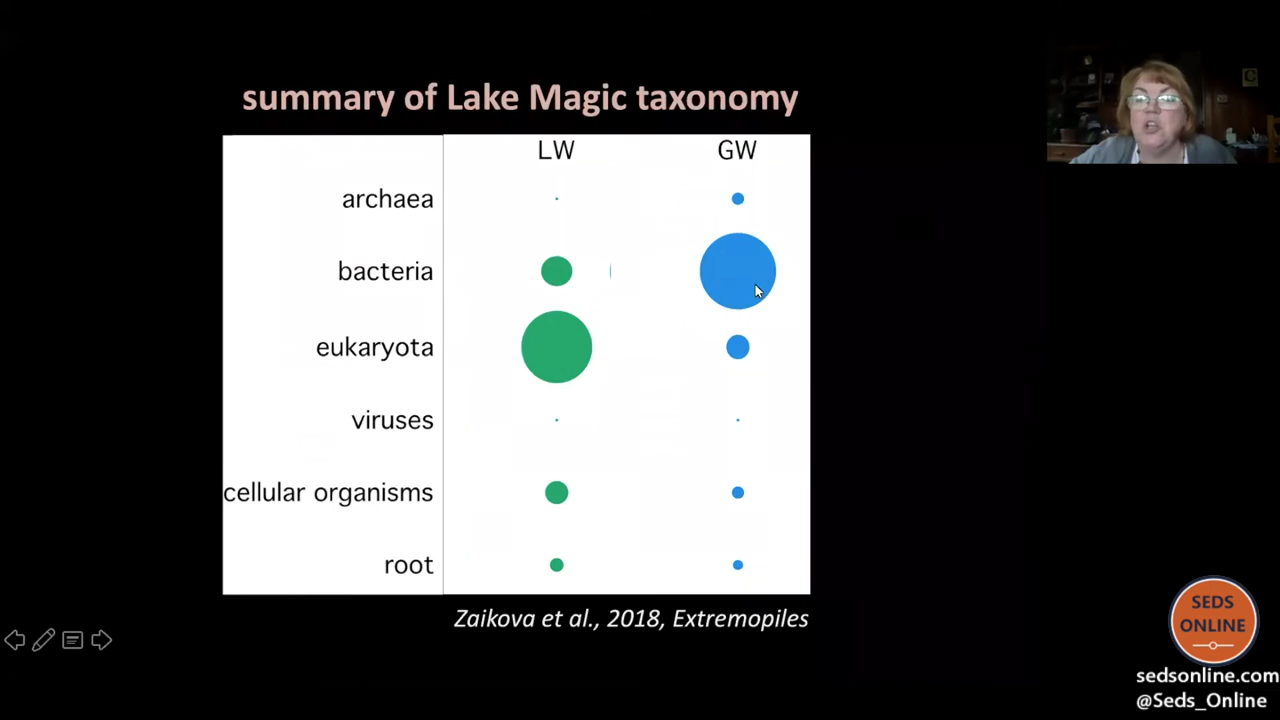 summary of Lake Magic taxonomy
LW GW
archaea
bacteria
eukaryota
viruses
cellular organisms
root
Zaikova et al., 2018, Extremopiles
SEDS
ONLINE
sedsonline.com
@Seds_Online